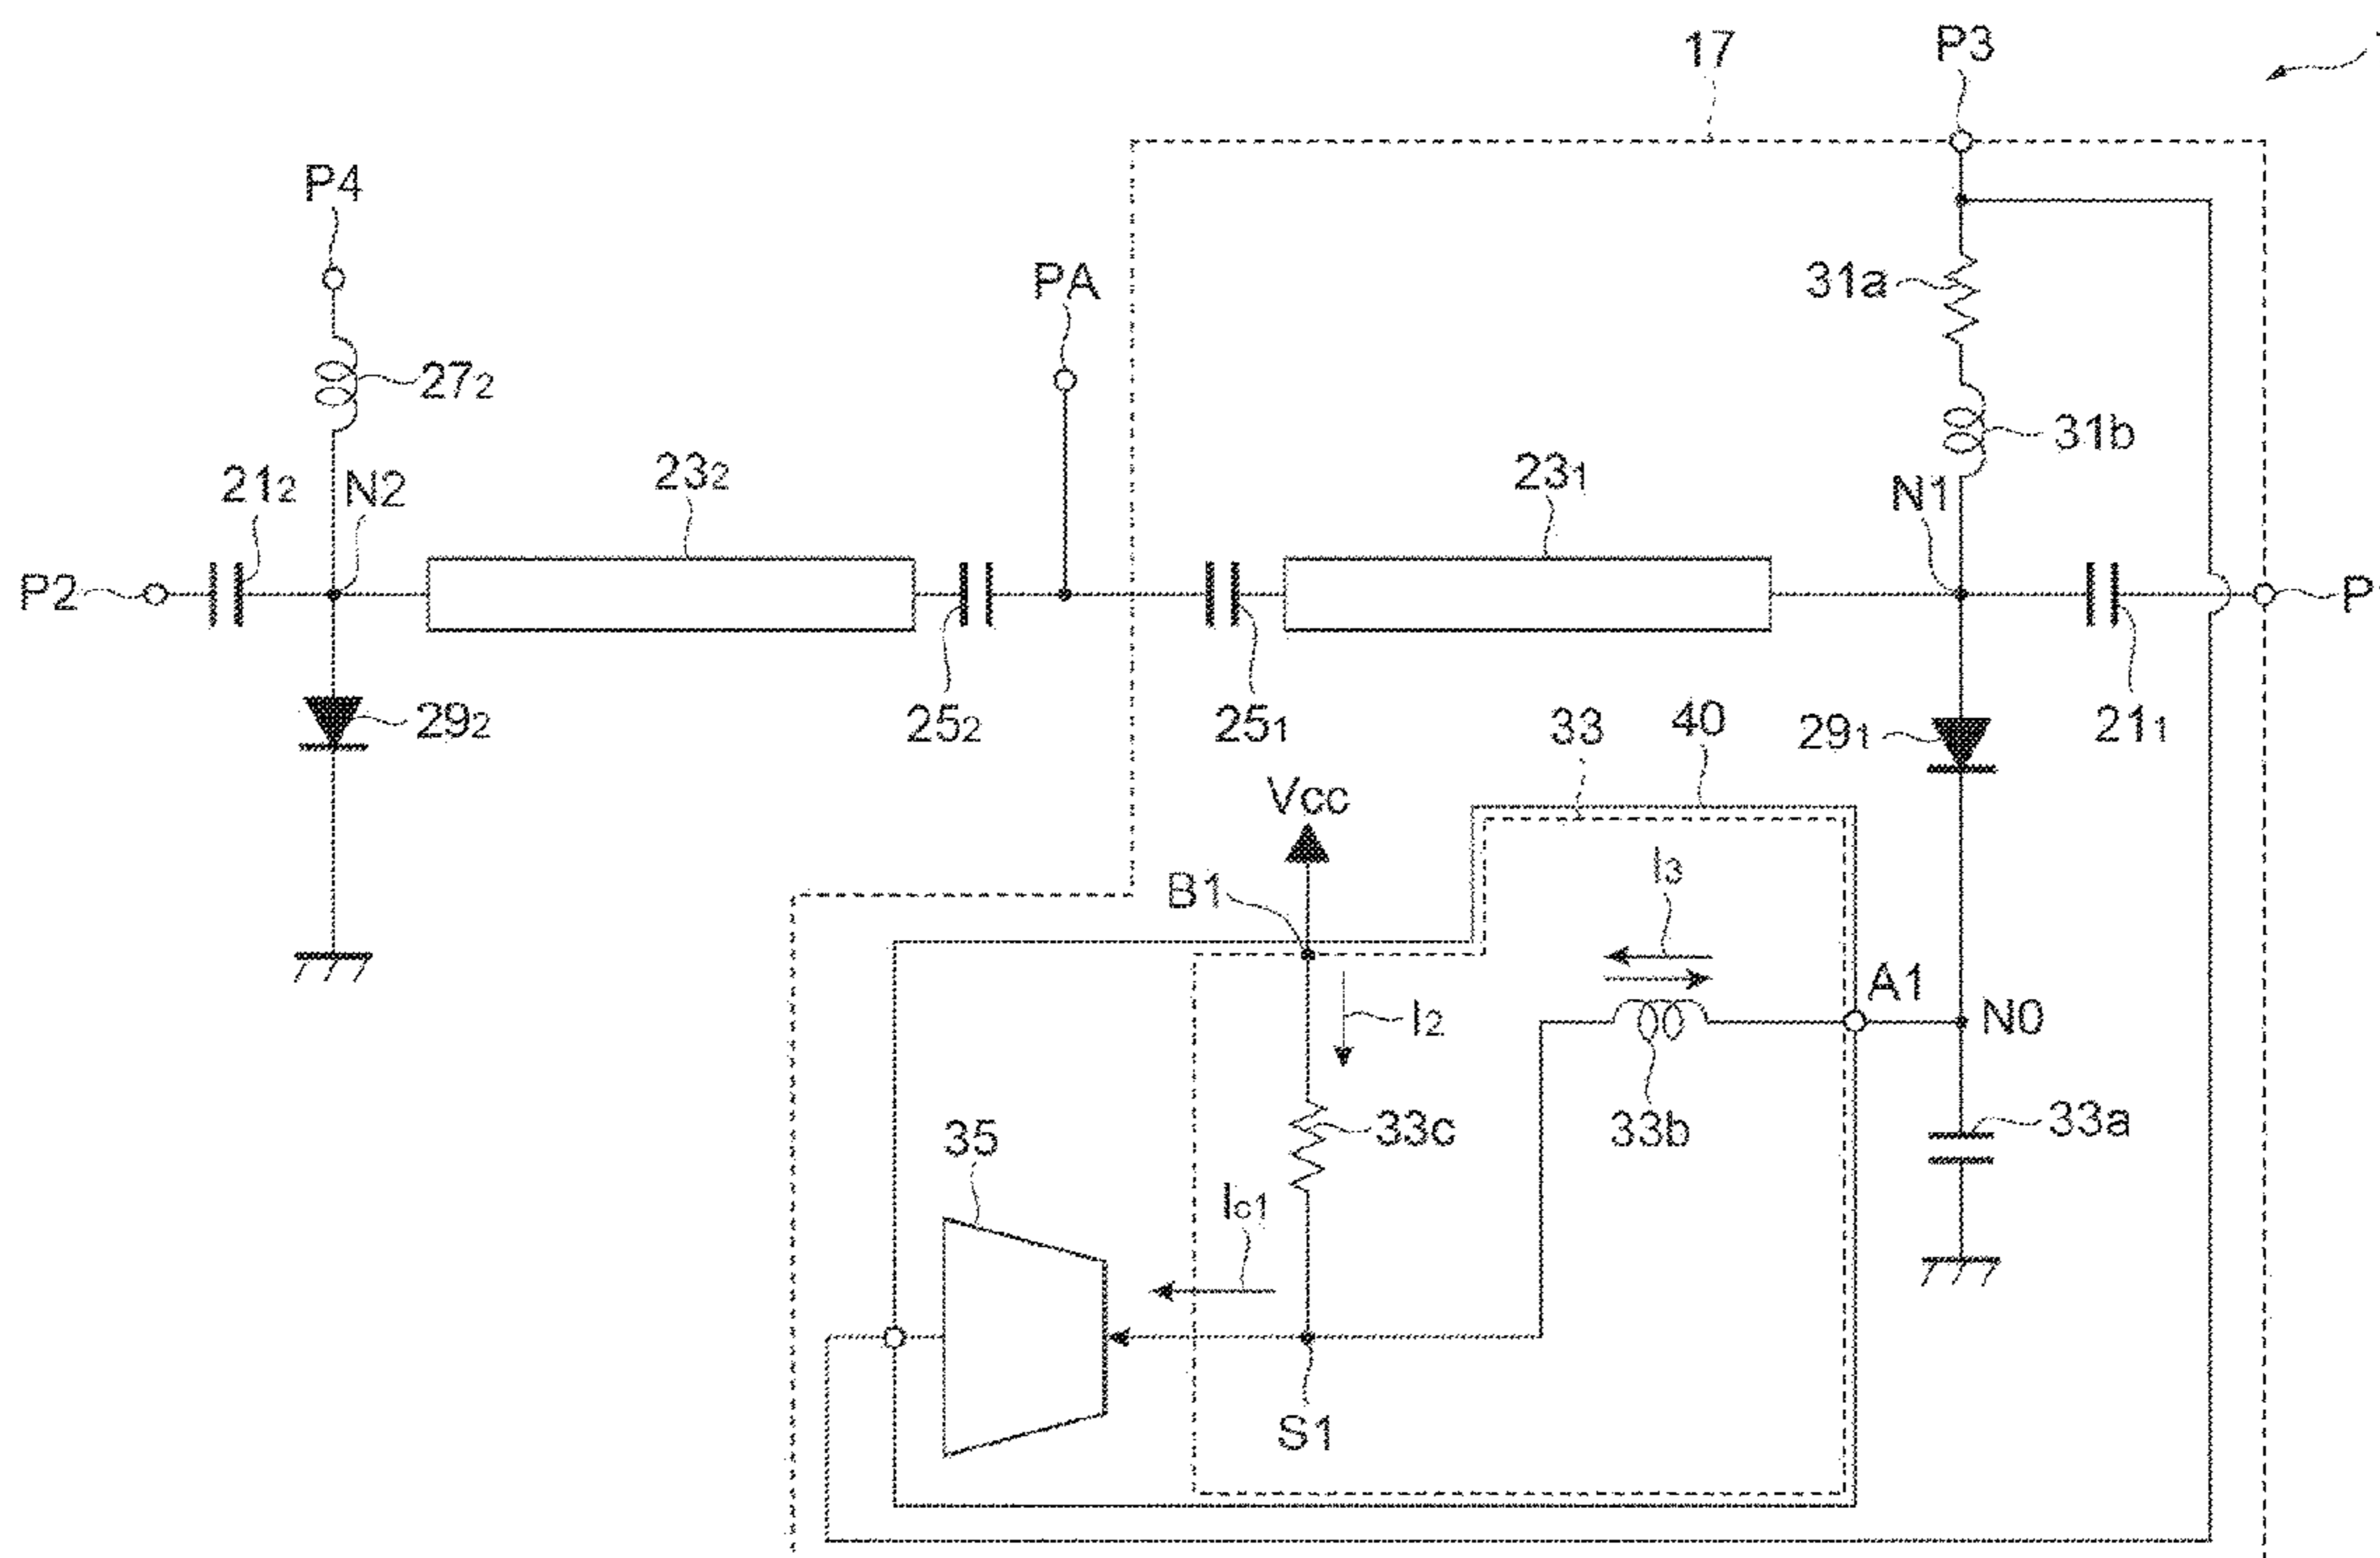 17
P3
P4
PA
31a
27₂
31b
21₂
N2
23₂
23₁
N1
P2
P
29₂
25₂
25₁
33
40
29₁
21₁
Vcc
B1
I₃
A1
I₂
N0
33c
33b
33a
35
Ic1
S1